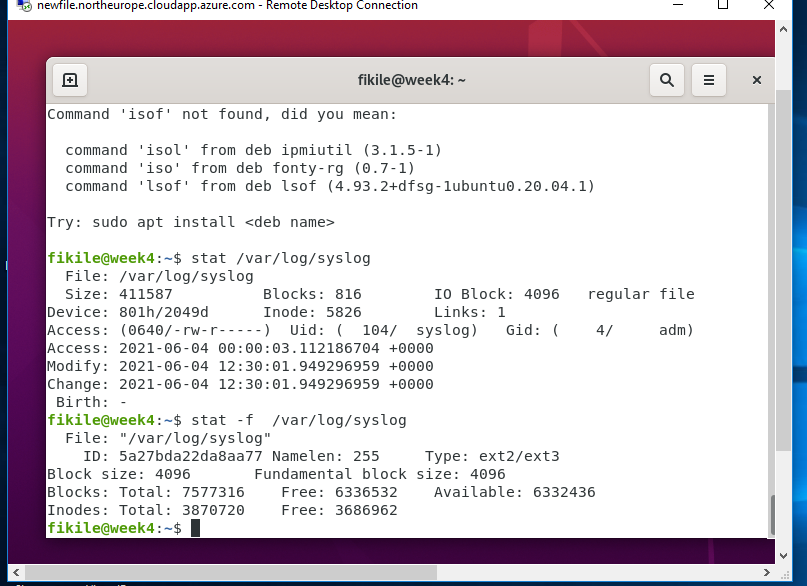 newfile.northeurope.cloudapp.azure.com - Remote Desktop Connection
fikile@week4: ~
Command 'isof' not found, did you mean:
  command 'isol' from deb ipmiutil (3.1.5-1)
  command 'iso' from deb fonty-rg (0.7-1)
  command 'lsof' from deb lsof (4.93.2+dfsg-1ubuntu0.20.04.1)
Try: sudo apt install <deb name>
fikile@week4:~$ stat /var/log/syslog
  File: /var/log/syslog
  Size: 411587          Blocks: 816        IO Block: 4096   regular file
Device: 801h/2049d      Inode: 5826        Links: 1
Access: (0640/-rw-r-----)  Uid: (  104/  syslog)   Gid: (    4/     adm)
Access: 2021-06-04 00:00:03.112186704 +0000
Modify: 2021-06-04 12:30:01.949296959 +0000
Change: 2021-06-04 12:30:01.949296959 +0000
 Birth: -
fikile@week4:~$ stat -f  /var/log/syslog
  File: "/var/log/syslog"
    ID: 5a27bda22da8aa77 Namelen: 255     Type: ext2/ext3
Block size: 4096       Fundamental block size: 4096
Blocks: Total: 7577316    Free: 6336532    Available: 6332436
Inodes: Total: 3870720    Free: 3686962
fikile@week4:~$